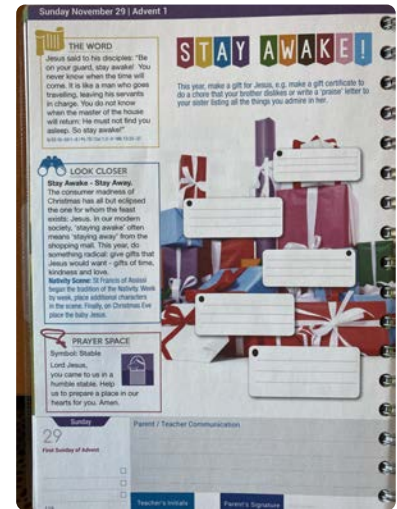 Sunday November 29 | Advent 1
THE WORD
Jesus said to his disciples: "Be
on your guard, stay awake! You
never know when the time will
come. It is like a man who goes
travelling, leaving his servants
in charge. You do not know
when the master of the house
will return: He must not find you
asleep. So stay awake!"
LOOK CLOSER
Stay Awake - Stay Away.
The consumer madness of
Christmas has all but eclipsed
the one for whom the feast
exists: Jesus. In our modern
society, 'staying awake' often
means 'staying away' from the
shopping mall. This year, do
something radical: give gifts that
Jesus would want - gifts of time,
kindness and love.
Nativity Scene: St Francis of Assissi
began the tradition of the Nativity. Week
by week, place additional characters
in the scene. Finally, on Christmas Eve
place the baby Jesus.
PRAYER SPACE
Symbol: Stable
Lord Jesus,
you came to us in a
humble stable. Help
us to prepare a place in our
hearts for you. Amen.
STAY AWAKE!
This year, make a gift for Jesus, e.g. make a gift certificate to
do a chore that your brother dislikes or write a 'praise' letter to
your sister listing all the things you admire in her.
Sunday
29
First Sunday of Advent
Parent / Teacher Communication
Teacher's Initials
Parent's Signature